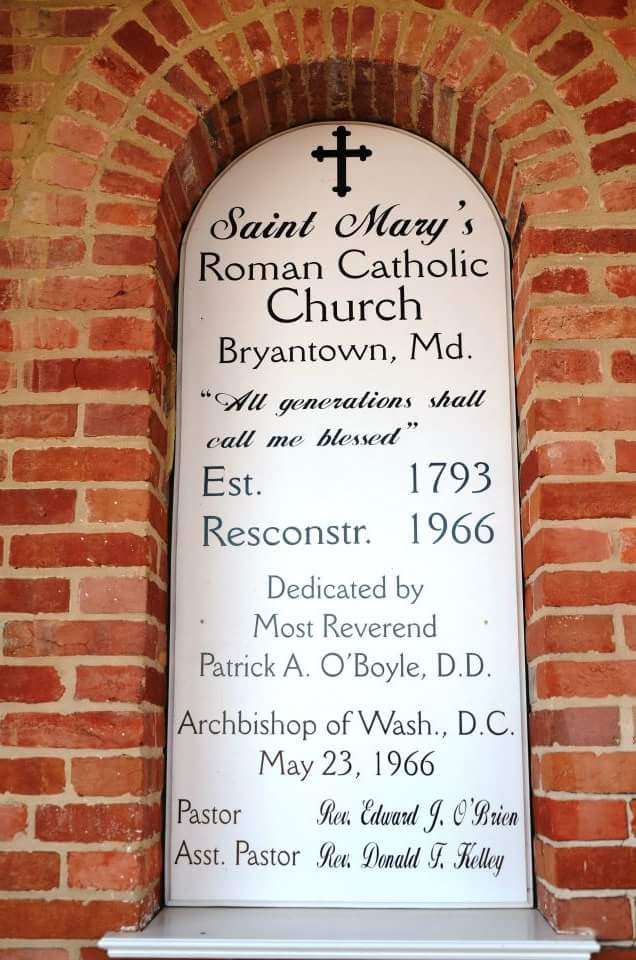 Saint Mary's
Roman Catholic
Church
Bryantown, Md.
"All generations shall
call me blessed"
Est. 1793
Resconstr. 1966
Dedicated by
Most Reverend
Patrick A. O'Boyle, D.D.
Archbishop of Wash., D.C.
May 23, 1966
Pastor Rev. Edward J. O'Brien
Asst. Pastor Rev. Donald F. Kelley